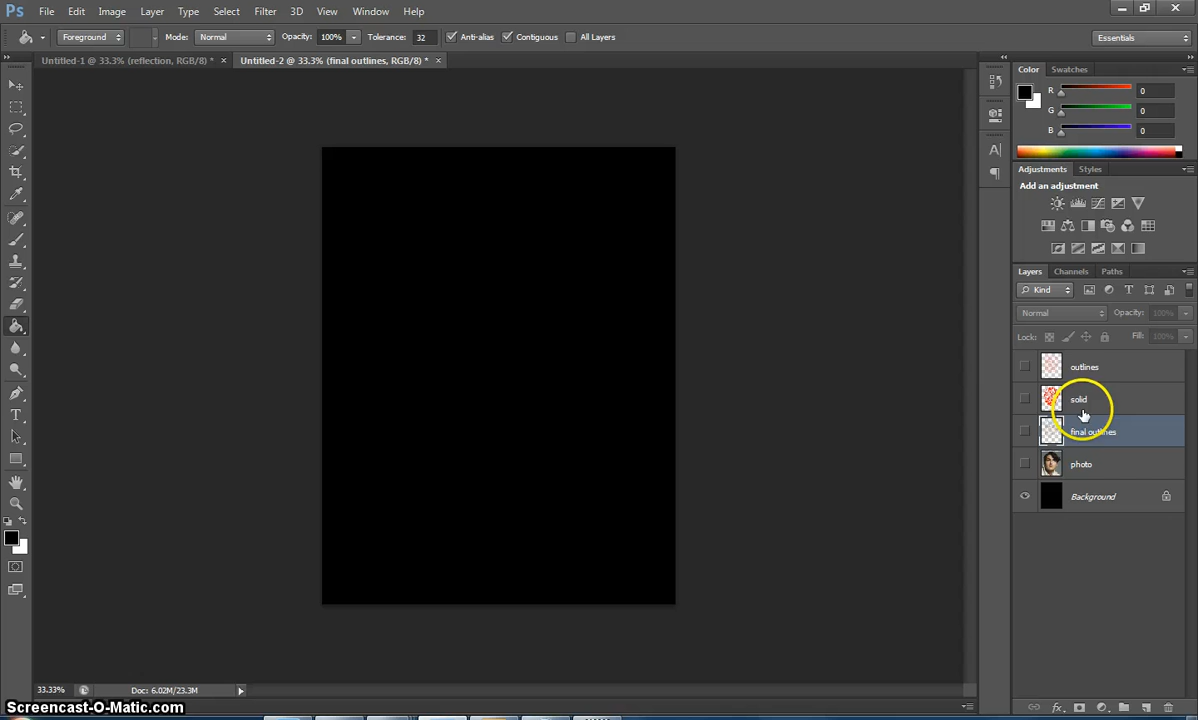 Ps File Edit Image Layer Type Select Filter 3D View Window Help
Foreground Mode: Normal Opacity: 100% Tolerance: 32 Anti-alias Contiguous All Layers Essentials
Untitled-1 @ 33.3% (reflection, RGB/8) * × Untitled-2 @ 33.3% (final outlines, RGB/8) * ×
Color Swatches
R 0
G 0
B 0
Adjustments Styles
Add an adjustment
Layers Channels Paths
Kind
Normal Opacity: 100%
Lock: Fill: 100%
outlines
solid
final outlines
photo
Background
33.33% Doc: 6.02M/23.3M
Screencast-O-Matic.com